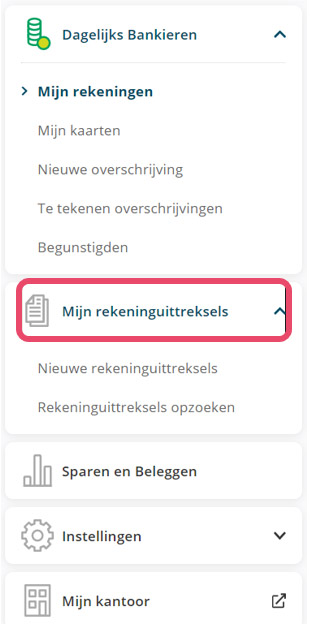 Dagelijks Bankieren
Mijn rekeningen
Mijn kaarten
Nieuwe overschrijving
Te tekenen overschrijvingen
Begunstigden
Mijn rekeninguittreksels
Nieuwe rekeninguittreksels
Rekeninguittreksels opzoeken
Sparen en Beleggen
Instellingen
Mijn kantoor